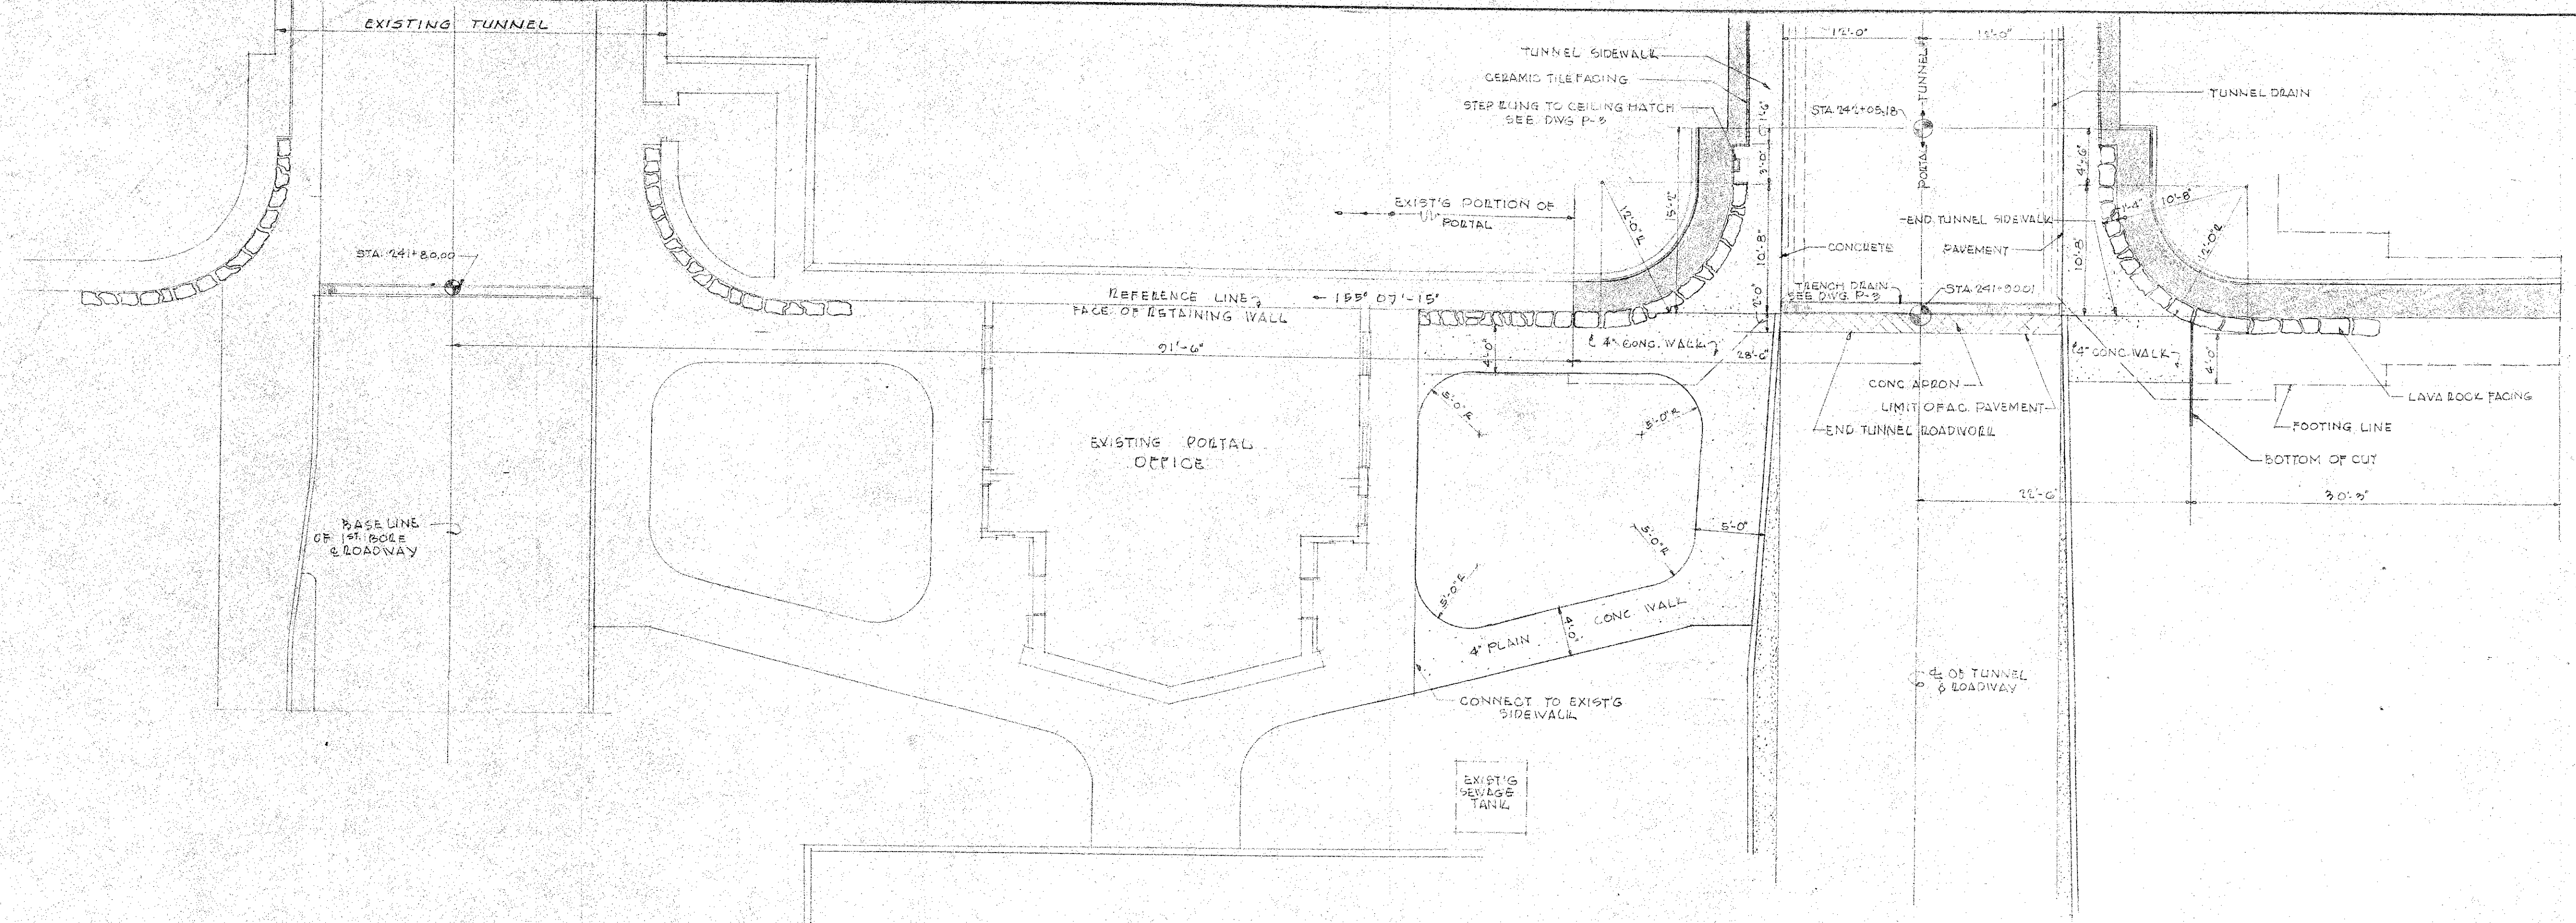 EXISTING TUNNEL
STA. 241+80.00
BASE LINE
OF 1ST. BORE
& ROADWAY
REFERENCE LINE
FACE OF RETAINING WALL
155° 07'-15"
91'-6"
EXISTING PORTAL
OFFICE
EXIST'G PORTION OF
PORTAL
TUNNEL SIDEWALK
CERAMIC TILE FACING
STEP RUNG TO CEILING HATCH
SEE DWG P-3
12'-0"R
15'-2"
1'-6"
3'-0"
10'-8"
2'-0"
12'-0"
12'-0"
TUNNEL
PORTAL
STA. 242+05.18
TUNNEL DRAIN
4'-6"
10'-8"
1'-4"
10'-8"
12'-0"R
END TUNNEL SIDEWALK
CONCRETE
PAVEMENT
TRENCH DRAIN
SEE DWG. P-3
STA. 241+90.01
4'-0"
4" CONC. WALK
28'-6"
4" CONC. WALK
4'-0"
CONC APRON
LIMIT OF A.C. PAVEMENT
END TUNNEL ROADWORK
LAVA ROCK FACING
FOOTING LINE
BOTTOM OF CUT
22'-6"
30'-3"
5'-0"R
5'-0"R
5'-0"R
5'-0"R
5'-0"
4'-0"
4" PLAIN CONC. WALK
CONNECT TO EXIST'G
SIDEWALK
EXIST'G
SEWAGE
TANK
℄ OF TUNNEL
& ROADWAY